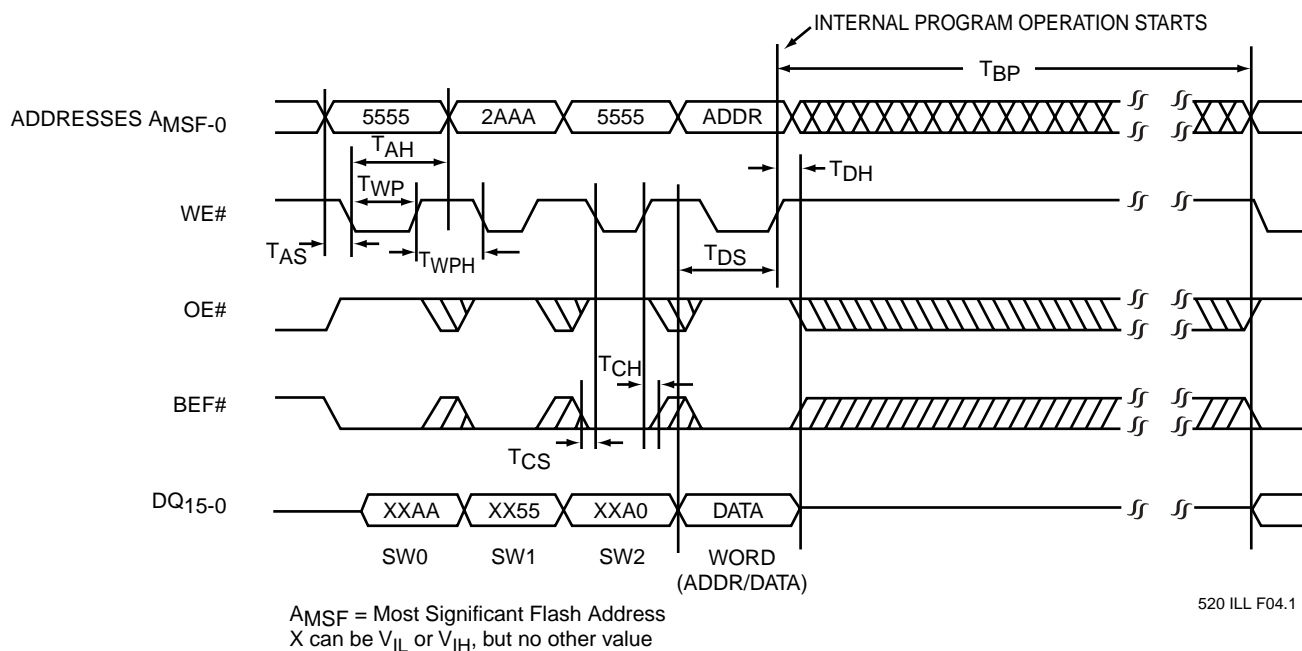 INTERNAL PROGRAM OPERATION STARTS
TBP
ADDRESSES AMSF-0
5555 2AAA 5555 ADDR
TAH
TDH
TWP
WE#
TAS
TWPH
TDS
OE#
TCH
BEF#
TCS
DQ15-0
XXAA XX55 XXA0 DATA
SW0 SW1 SW2 WORD
(ADDR/DATA)
520 ILL F04.1
AMSF = Most Significant Flash Address
X can be VIL or VIH, but no other value